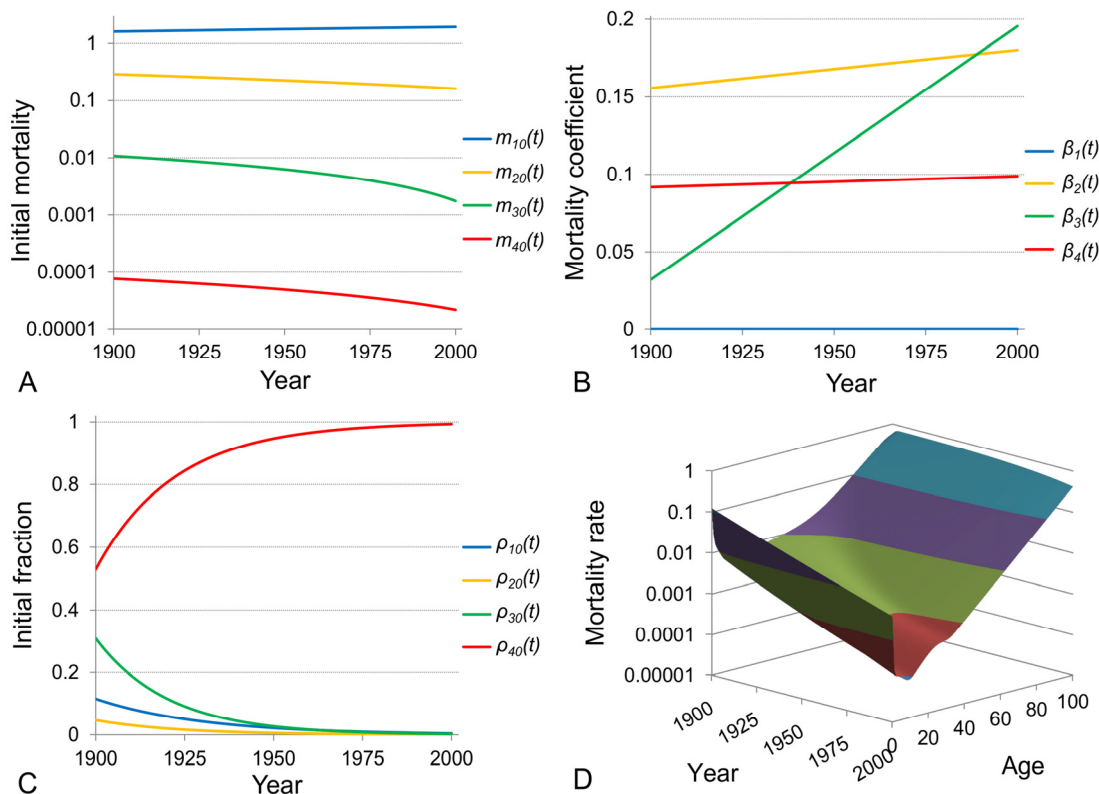 Initial mortality
1
0.1
0.01
0.001
0.0001
0.00001
1900 1925 1950 1975 2000
Year
A
m10(t)
m20(t)
m30(t)
m40(t)
Mortality coefficient
0.2
0.15
0.1
0.05
0
1900 1925 1950 1975 2000
Year
B
β1(t)
β2(t)
β3(t)
β4(t)
Initial fraction
1
0.8
0.6
0.4
0.2
0
1900 1925 1950 1975 2000
Year
C
ρ10(t)
ρ20(t)
ρ30(t)
ρ40(t)
Mortality rate
1
0.1
0.01
0.001
0.0001
0.00001
1900 1925 1950 1975 2000
Year
0 20 40 60 80 100
Age
D